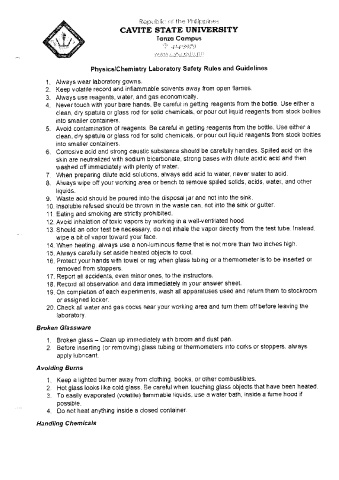 Republic of the Philippines
CAVITE STATE UNIVERSITY
Tanza Campus
Physics/Chemistry Laboratory Safety Rules and Guidelines
1. Always wear laboratory gowns.
2. Keep volatile record and inflammable solvents away from open flames.
3. Always use reagents, water, and gas economically.
4. Never touch with your bare hands. Be careful in getting reagents from the bottle. Use either a
clean, dry spatula or glass rod for solid chemicals, or pour out liquid reagents from stock bottles
into smaller containers.
5. Avoid contamination of reagents. Be careful in getting reagents from the bottle. Use either a
clean, dry spatula or glass rod for solid chemicals, or pour out liquid reagents from stock bottles
into smaller containers.
6. Corrosive acid and strong caustic substance should be carefully handles. Spilled acid on the
skin are neutralized with sodium bicarbonate, strong bases with dilute acidic acid and then
washed off immediately with plenty of water.
7. When preparing dilute acid solutions, always add acid to water, never water to acid.
8. Always wipe off your working area or bench to remove spilled solids, acids, water, and other
liquids.
9. Waste acid should be poured into the disposal jar and not into the sink.
10. Insoluble refused should be thrown in the waste can, not into the sink or gutter.
11. Eating and smoking are strictly prohibited.
12. Avoid inhalation of toxic vapors by working in a well-ventilated hood.
13. Should an odor test be necessary, do not inhale the vapor directly from the test tube. Instead,
wipe a bit of vapor toward your face.
14. When heating, always use a non-luminous flame that is not more than two inches high.
15. Always carefully set aside heated objects to cool.
16. Protect your hands with towel or rag when glass tubing or a thermometer is to be inserted or
removed from stoppers.
17. Report all accidents, even minor ones, to the instructors.
18. Record all observation and data immediately in your answer sheet.
19. On completion of each experiments, wash all apparatuses used and return them to stockroom
or assigned locker.
20. Check all water and gas cocks near your working area and turn them off before leaving the
laboratory.
Broken Glassware
1. Broken glass – Clean up immediately with broom and dust pan.
2. Before inserting (or removing) glass tubing or thermometers into corks or stoppers, always
apply lubricant.
Avoiding Burns
1. Keep a lighted burner away from clothing, books, or other combustibles.
2. Hot glass looks like cold glass. Be careful when touching glass objects that have been heated.
3. To easily evaporated (volatile) flammable liquids, use a water bath, inside a fume hood if
possible.
4. Do not heat anything inside a closed container.
Handling Chemicals